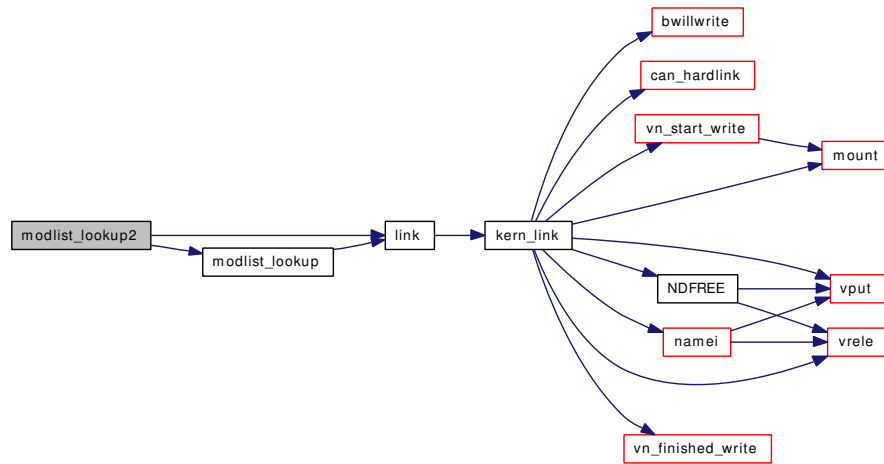 bwillwrite
can_hardlink
vn_start_write
mount
modlist_lookup2
link
kern_link
modlist_lookup
NDFREE
vput
namei
vrele
vn_finished_write